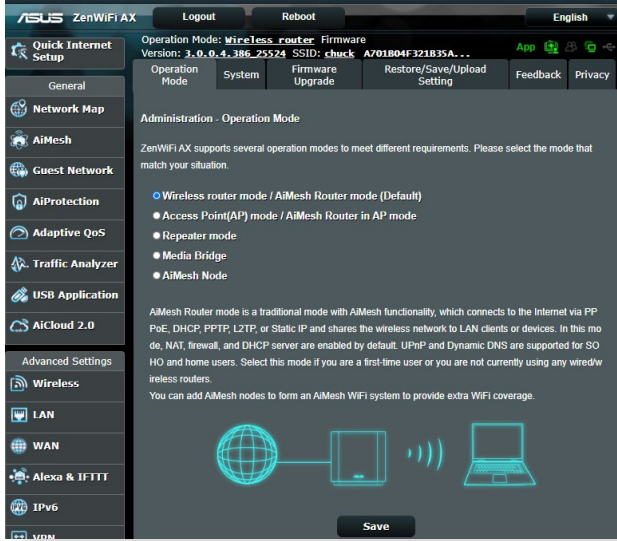 ASUS ZenWiFi AX Logout Reboot English
Quick Internet Setup
Operation Mode: Wireless router Firmware
Version: 3.0.0.4.386_25524 SSID: chuck A701B04F321B35A...
App
Operation Mode System Firmware Upgrade Restore/Save/Upload Setting Feedback Privacy
General
Network Map
AiMesh
Guest Network
AiProtection
Adaptive QoS
Traffic Analyzer
USB Application
AiCloud 2.0
Advanced Settings
Wireless
LAN
WAN
Alexa & IFTTT
IPv6
VPN
Administration - Operation Mode
ZenWiFi AX supports several operation modes to meet different requirements. Please select the mode that
match your situation.
Wireless router mode / AiMesh Router mode (Default)
Access Point(AP) mode / AiMesh Router in AP mode
Repeater mode
Media Bridge
AiMesh Node
AiMesh Router mode is a traditional mode with AiMesh functionality, which connects to the Internet via PP
PoE, DHCP, PPTP, L2TP, or Static IP and shares the wireless network to LAN clients or devices. In this mo
de, NAT, firewall, and DHCP server are enabled by default. UPnP and Dynamic DNS are supported for SO
HO and home users. Select this mode if you are a first-time user or you are not currently using any wired/w
ireless routers.
You can add AiMesh nodes to form an AiMesh WiFi system to provide extra WiFi coverage.
Save